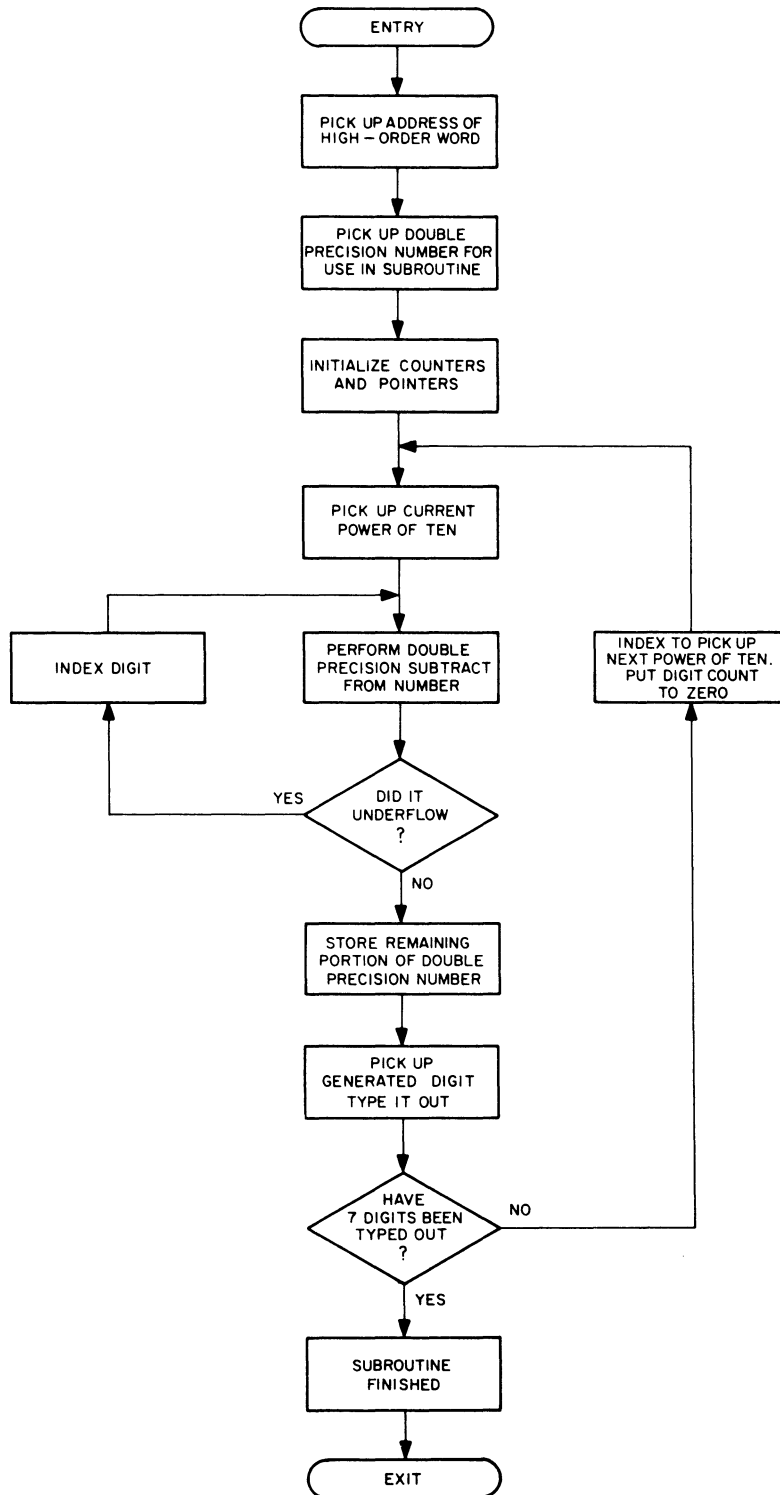 ENTRY
PICK UP ADDRESS OF
HIGH – ORDER WORD
PICK UP DOUBLE
PRECISION NUMBER FOR
USE IN SUBROUTINE
INITIALIZE COUNTERS
AND POINTERS
PICK UP CURRENT
POWER OF TEN
INDEX DIGIT
PERFORM DOUBLE
PRECISION SUBTRACT
FROM NUMBER
INDEX TO PICK UP
NEXT POWER OF TEN.
PUT DIGIT COUNT
TO ZERO
YES
DID IT
UNDERFLOW
?
NO
STORE REMAINING
PORTION OF DOUBLE
PRECISION NUMBER
PICK UP
GENERATED DIGIT
TYPE IT OUT
HAVE
7 DIGITS BEEN
TYPED OUT
?
NO
YES
SUBROUTINE
FINISHED
EXIT